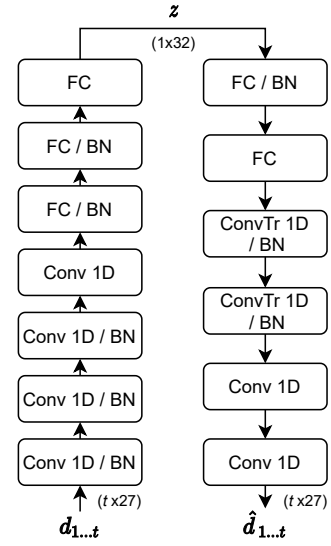 z
(1x32)
FC
FC / BN
FC / BN
Conv 1D
Conv 1D / BN
Conv 1D / BN
Conv 1D / BN
(t x27)
d1...t
FC / BN
FC
ConvTr 1D
/ BN
ConvTr 1D
/ BN
Conv 1D
Conv 1D
(t x27)
d̂1...t